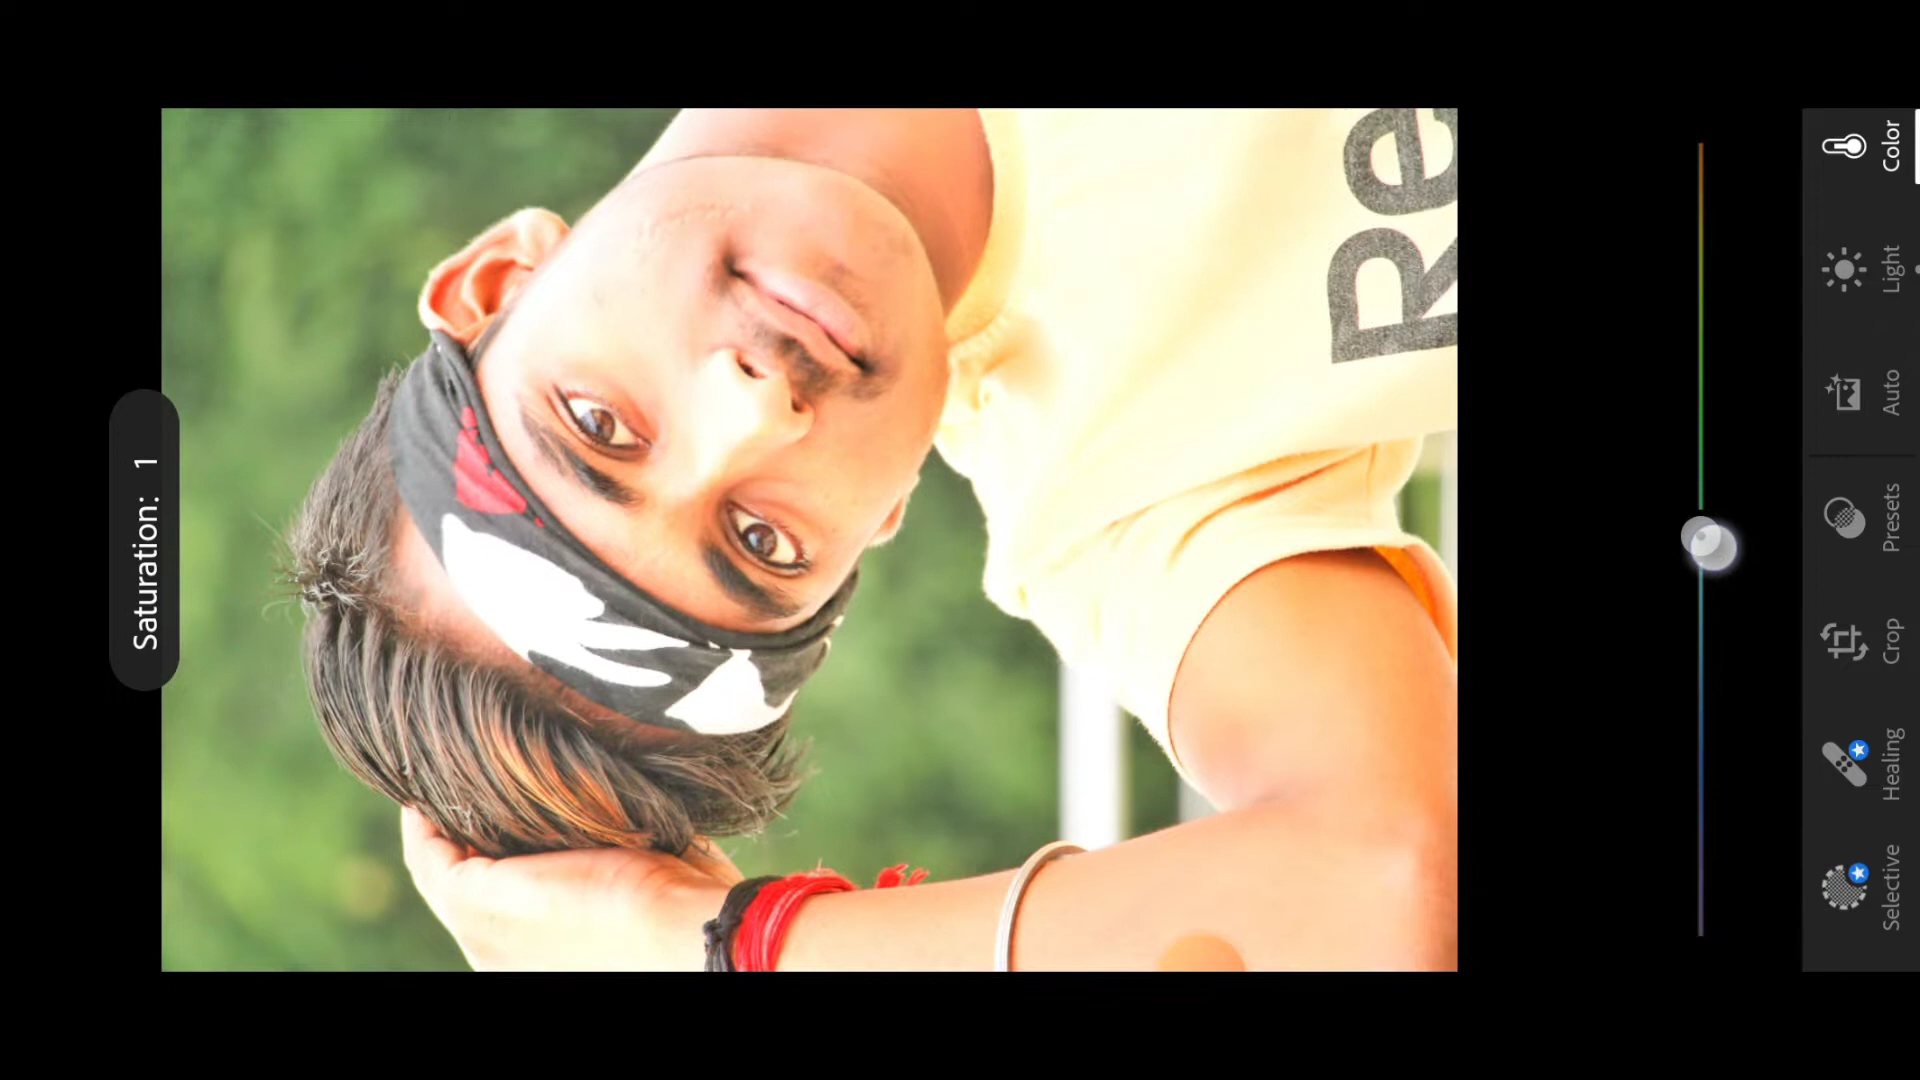 Saturation: 1
Re
Selective
Healing
Crop
Presets
Auto
Light
Color